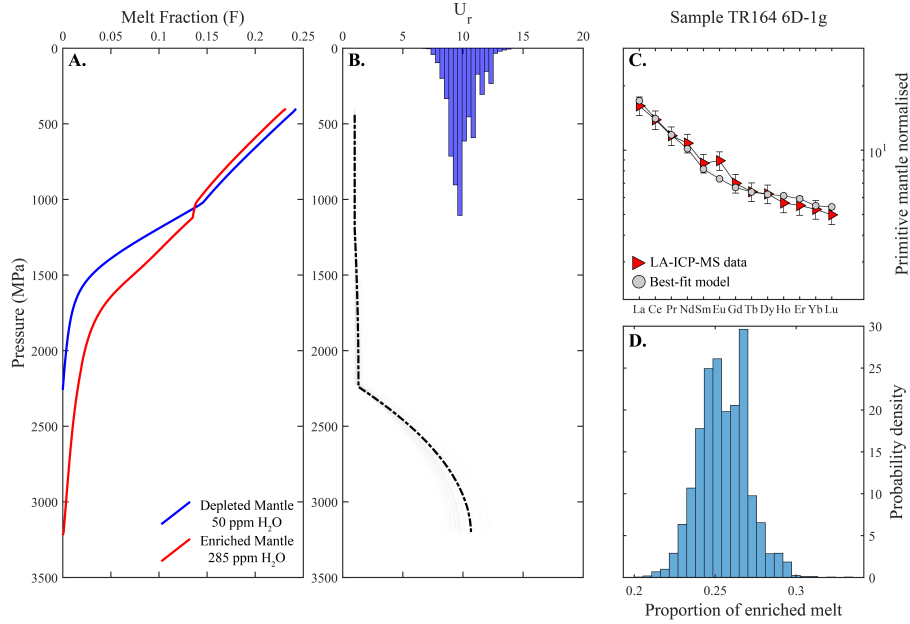 Melt Fraction (F)
0 0.05 0.1 0.15 0.2 0.25
A.
Pressure (MPa)
0
500
1000
1500
2000
2500
3000
3500
Depleted Mantle
50 ppm H₂O
Enriched Mantle
285 ppm H₂O
Uᵣ
0 5 10 15 20
B.
0
500
1000
1500
2000
2500
3000
3500
Sample TR164 6D-1g
C.
10¹
Primitive mantle normalised
LA-ICP-MS data
Best-fit model
La Ce Pr Nd Sm Eu Gd Tb Dy Ho Er Yb Lu
D.
30
25
20
15
10
5
0
Probability density
0.2 0.25 0.3
Proportion of enriched melt